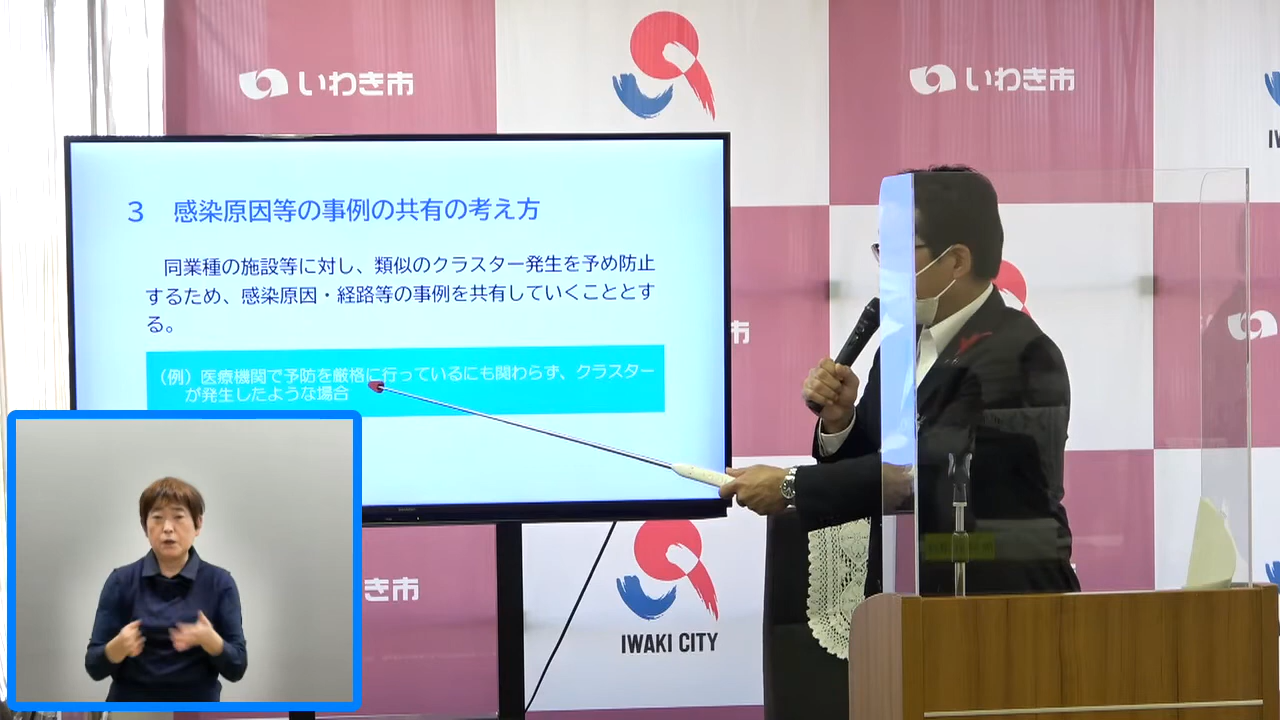 いわき市
いわき市
3 感染原因等の事例の共有の考え方
同業種の施設等に対し、類似のクラスター発生を予め防止
するため、感染原因・経路等の事例を共有していくこととす
る。
(例)医療機関で予防を厳格に行っているにも関わらず、クラスター
が発生したような場合
市
き市
IWAKI CITY